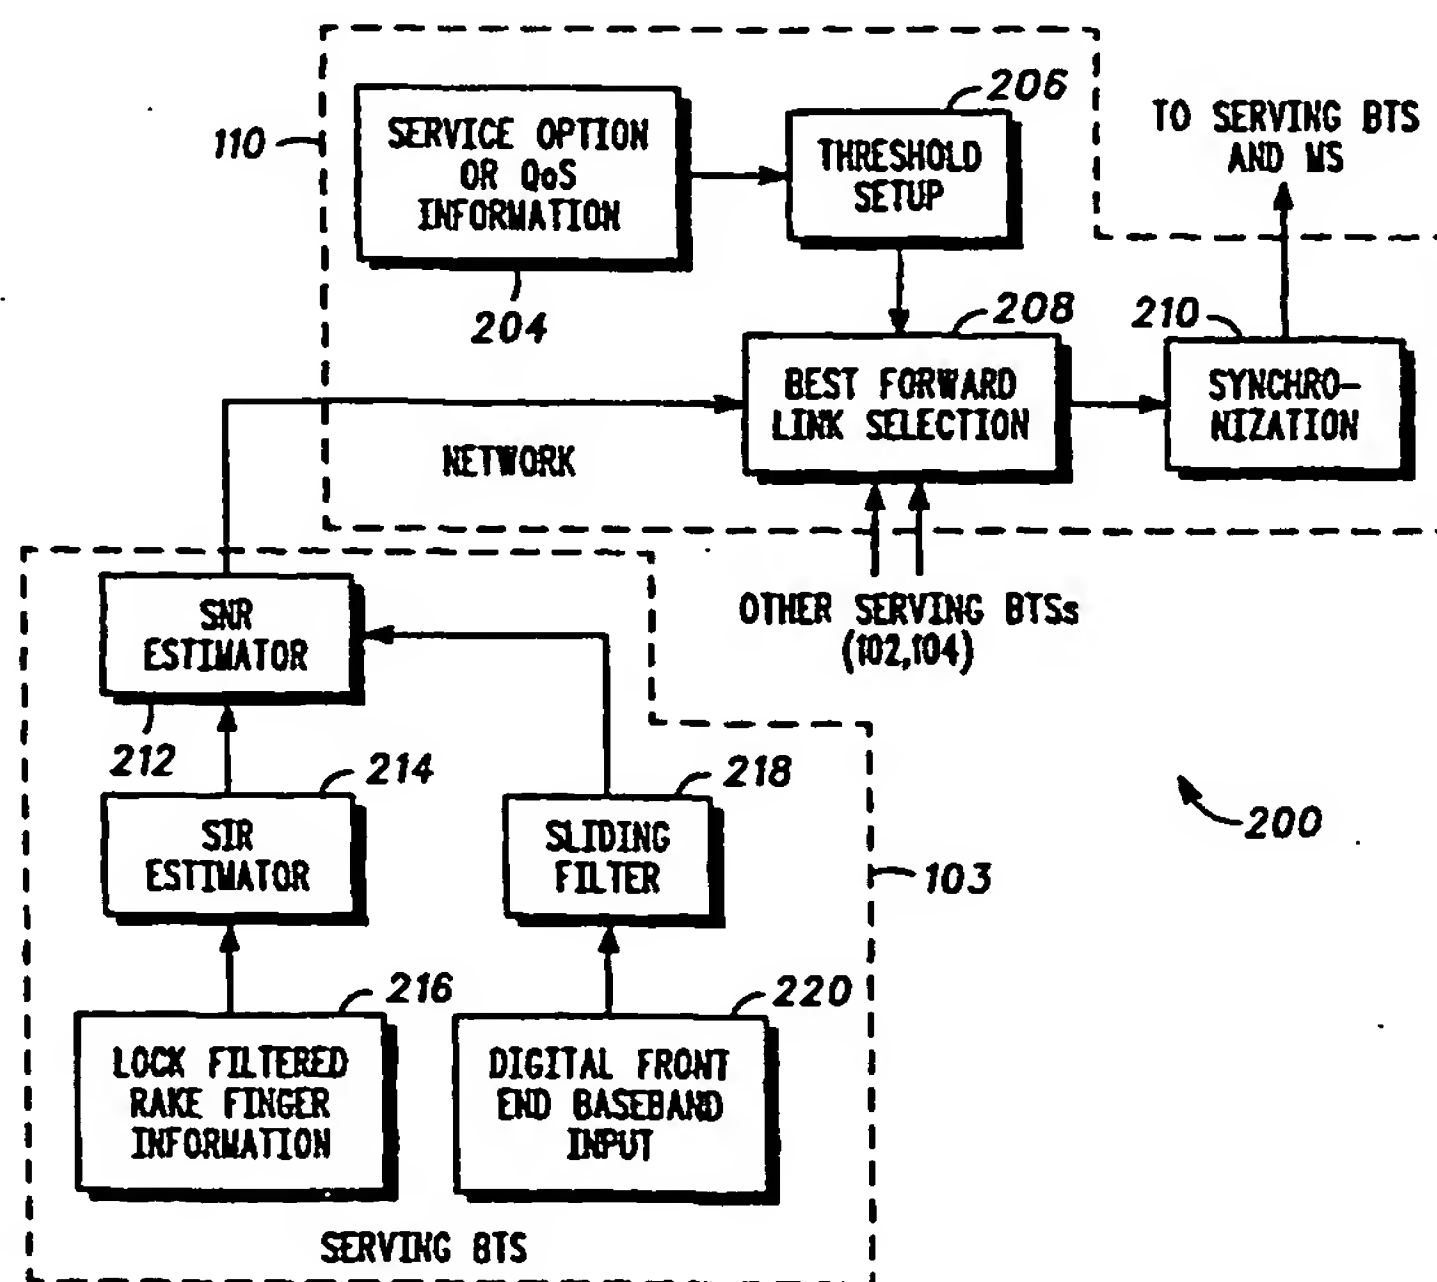 206
110
SERVICE OPTION
OR QoS
INFORMATION
THRESHOLD
SETUP
TO SERVING BTS
AND MS
204
208
210
BEST FORWARD
LINK SELECTION
SYNCHRO-
NIZATION
NETWORK
SNR
ESTIMATOR
OTHER SERVING BTSs
(102,104)
212
214
218
SIR
ESTIMATOR
SLIDING
FILTER
200
103
216
220
LOCK FILTERED
RAKE FINGER
INFORMATION
DIGITAL FRONT
END BASEBAND
INPUT
SERVING BTS